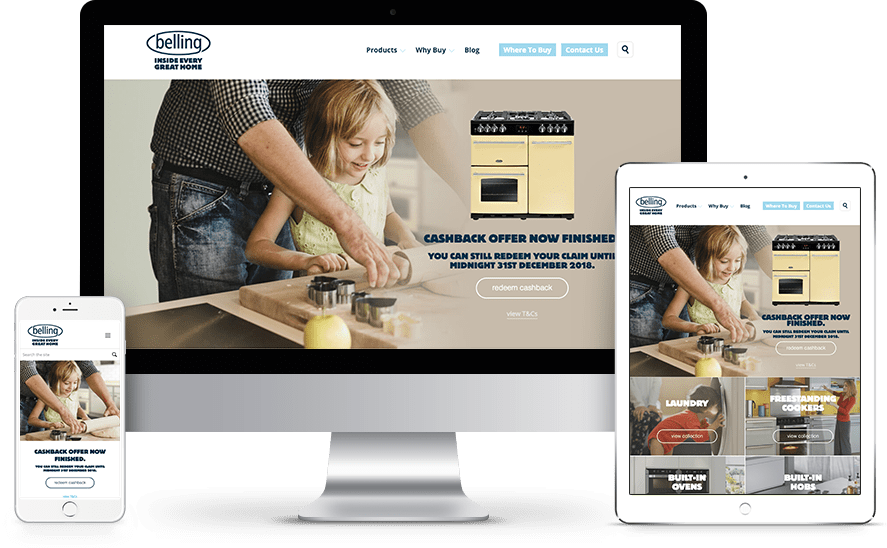 belling
INSIDE EVERY
GREAT HOME
Products
Why Buy
Blog
Where To Buy
Contact Us
CASHBACK OFFER NOW FINISHED
YOU CAN STILL REDEEM YOUR CLAIM UNTIL
MIDNIGHT 31ST DECEMBER 2018.
redeem cashback
view T&Cs
belling
INSIDE EVERY
GREAT HOME
Search the site
CASHBACK OFFER NOW
FINISHED.
YOU CAN STILL REDEEM YOUR CLAIM UNTIL
MIDNIGHT 31ST DECEMBER 2018.
redeem cashback
view T&Cs
belling
INSIDE EVERY
GREAT HOME
Products
Why Buy
Blog
Where To Buy
Contact Us
CASHBACK OFFER NOW
FINISHED.
YOU CAN STILL REDEEM YOUR CLAIM UNTIL
MIDNIGHT 31ST DECEMBER 2018.
redeem cashback
view T&Cs
LAUNDRY
view collection
FREESTANDING
COOKERS
view collection
BUILT-IN
OVENS
BUILT-IN
HOBS